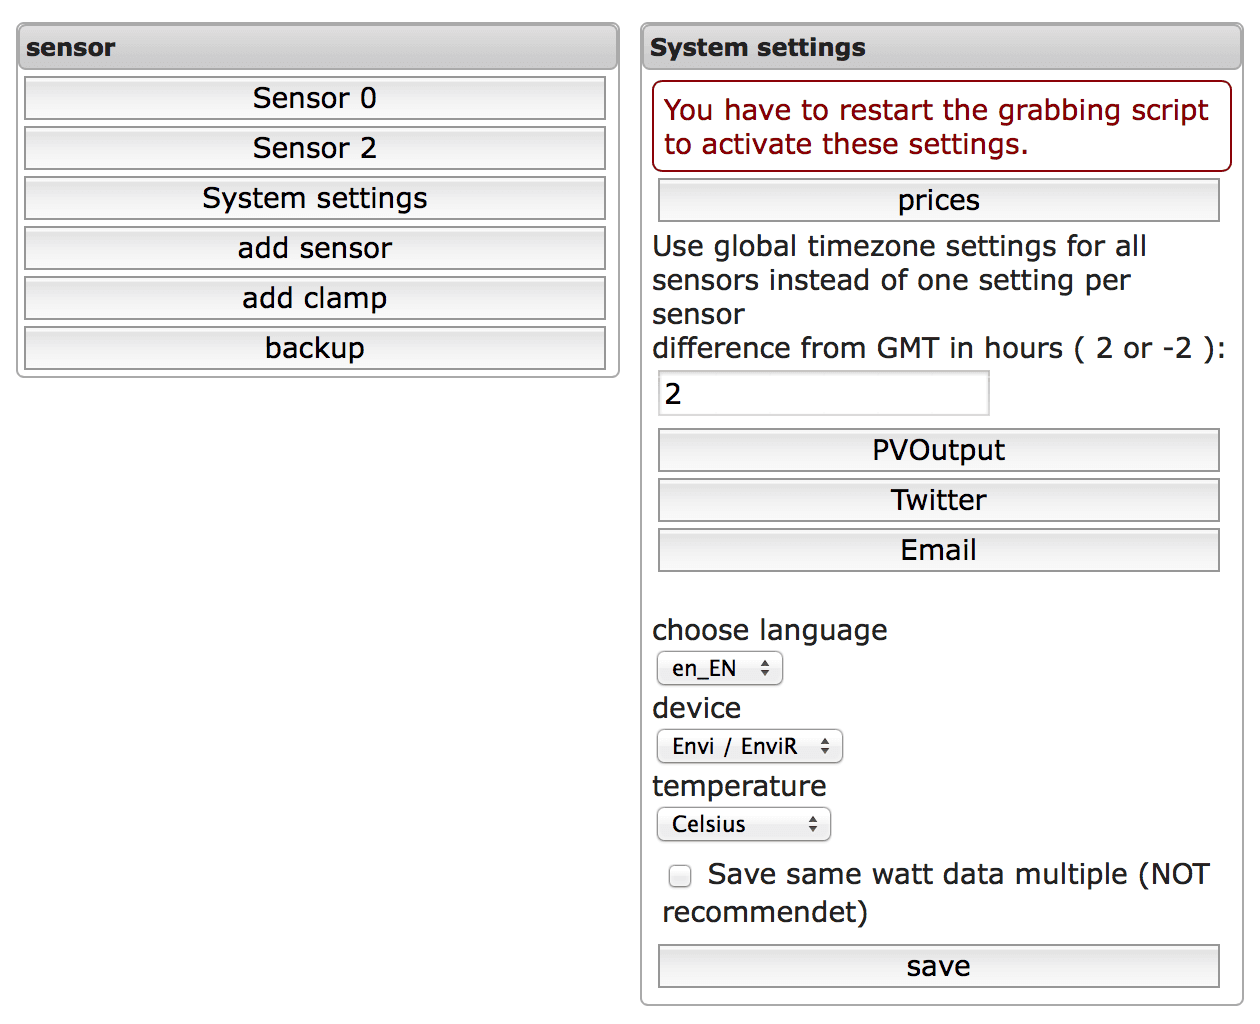 sensor
Sensor 0
Sensor 2
System settings
add sensor
add clamp
backup
System settings
You have to restart the grabbing script
to activate these settings.
prices
Use global timezone settings for all
sensors instead of one setting per
sensor
difference from GMT in hours ( 2 or -2 ):
2
PVOutput
Twitter
Email
choose language
en_EN
device
Envi / EnviR
temperature
Celsius
Save same watt data multiple (NOT
recommendet)
save